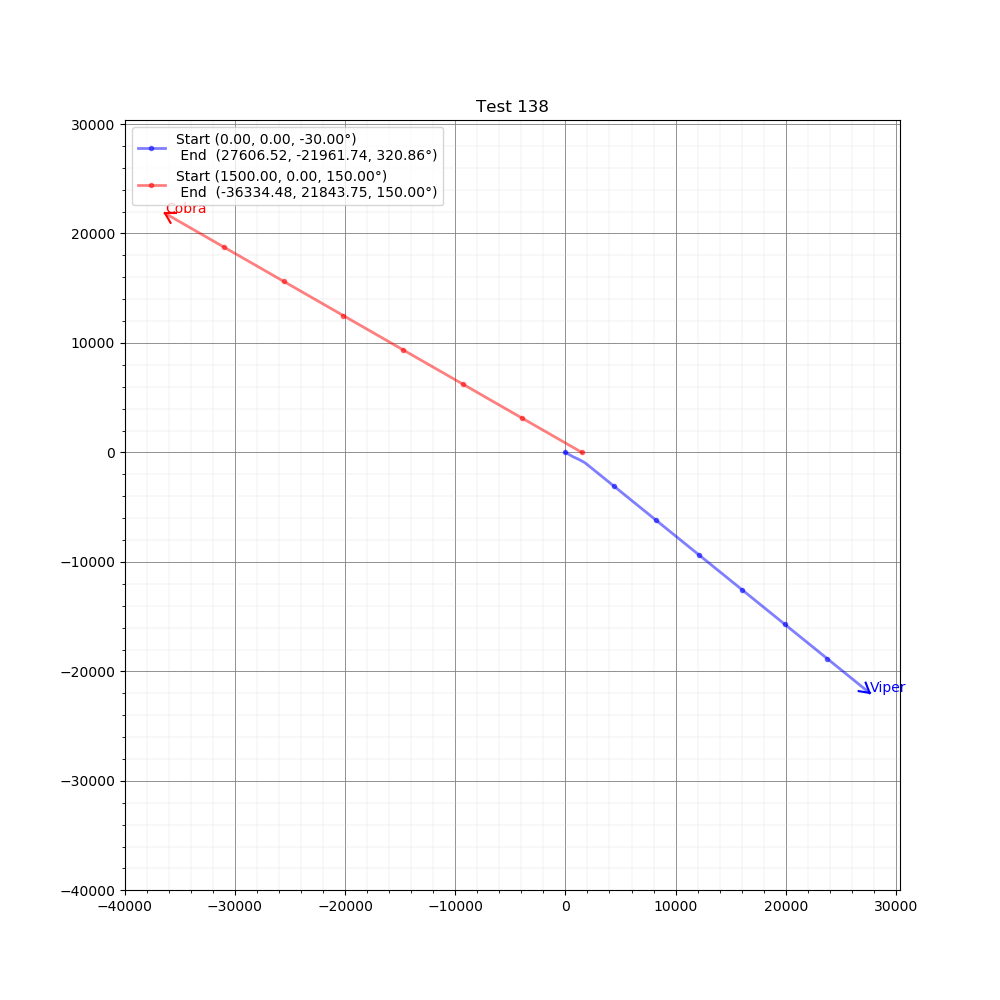 Test 138
30000
20000
10000
0
−10000
−20000
−30000
−40000
Start (0.00, 0.00, -30.00°)
End (27606.52, -21961.74, 320.86°)
Start (1500.00, 0.00, 150.00°)
End (-36334.48, 21843.75, 150.00°)
Cobra
Viper
−40000 −30000 −20000 −10000 0 10000 20000 30000